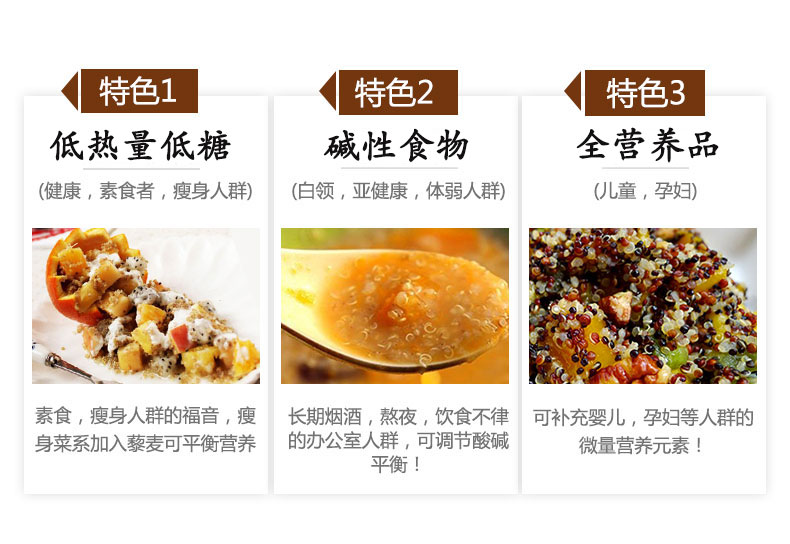 特色1
低热量低糖
(健康，素食者，瘦身人群)
素食，瘦身人群的福音，瘦
身菜系加入藜麦可平衡营养
特色2
碱性食物
(白领，亚健康，体弱人群)
长期烟酒，熬夜，饮食不律
的办公室人群，可调节酸碱
平衡！
特色3
全营养品
(儿童，孕妇)
可补充婴儿，孕妇等人群的
微量营养元素！